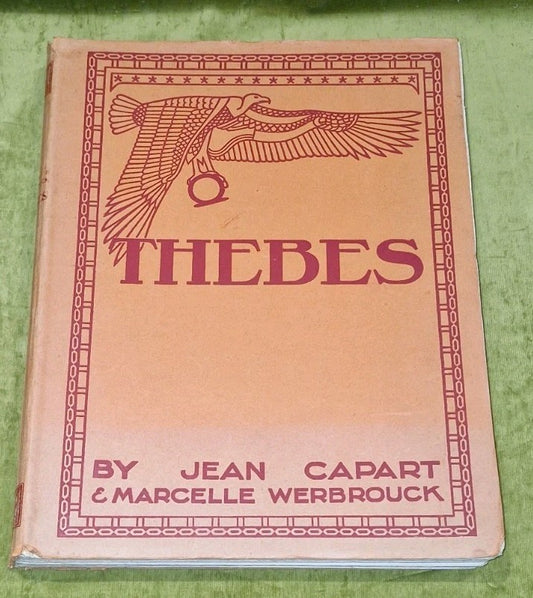 THEBES
BY JEAN CAPART
& MARCELLE WERBROUCK